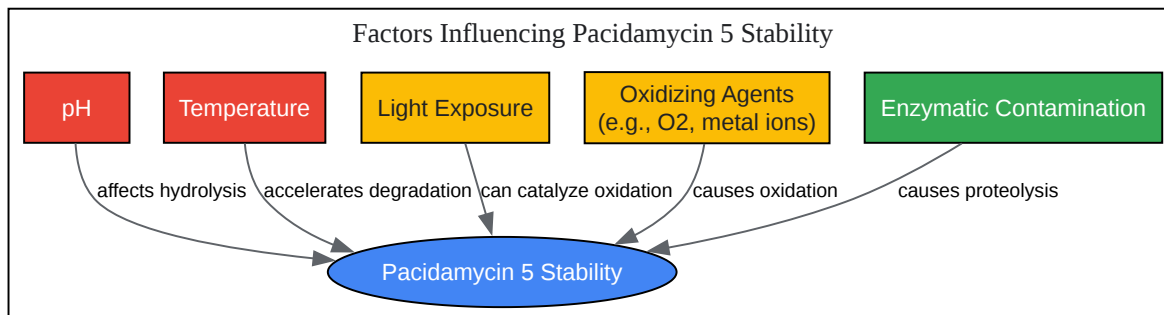 Factors Influencing Pacidamycin 5 Stability
pH
Temperature
Light Exposure
Oxidizing Agents
(e.g., O2, metal ions)
Enzymatic Contamination
affects hydrolysis
accelerates degradation
can catalyze oxidation
causes oxidation
causes proteolysis
Pacidamycin 5 Stability